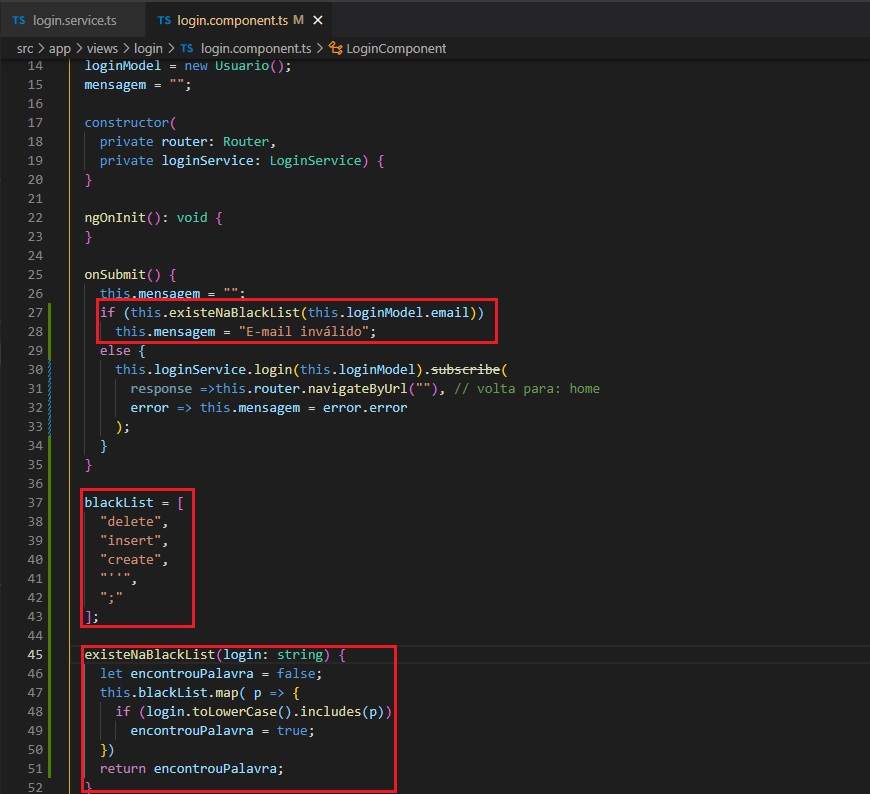 TS login.service.ts TS login.component.ts M ✕
src > app > views > login > TS login.component.ts > LoginComponent
14 loginModel = new Usuario();
15 mensagem = "";
16
17 constructor(
18 private router: Router,
19 private loginService: LoginService) {
20 }
21
22 ngOnInit(): void {
23 }
24
25 onSubmit() {
26 this.mensagem = "";
27 if (this.existeNaBlackList(this.loginModel.email))
28 this.mensagem = "E-mail inválido";
29 else {
30 this.loginService.login(this.loginModel).subscribe(
31 response =>this.router.navigateByUrl(""), // volta para: home
32 error => this.mensagem = error.error
33 );
34 }
35 }
36
37 blackList = [
38 "delete",
39 "insert",
40 "create",
41 "''",
42 ";"
43 ];
44
45 existeNaBlackList(login: string) {
46 let encontrouPalavra = false;
47 this.blackList.map( p => {
48 if (login.toLowerCase().includes(p))
49 encontrouPalavra = true;
50 })
51 return encontrouPalavra;
52 }